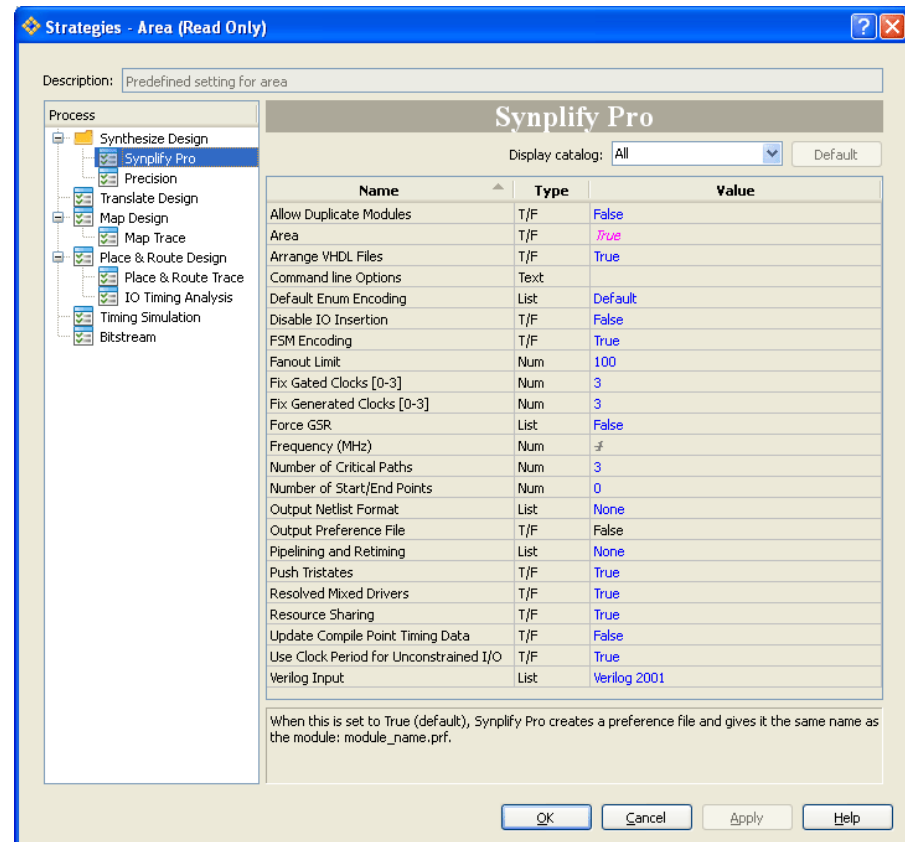 Strategies - Area (Read Only)
Description: Predefined setting for area
Process
Synthesize Design
Synplify Pro
Precision
Translate Design
Map Design
Map Trace
Place & Route Design
Place & Route Trace
IO Timing Analysis
Timing Simulation
Bitstream
Synplify Pro
Display catalog: All Default
Name Type Value
Allow Duplicate Modules T/F False
Area T/F True
Arrange VHDL Files T/F True
Command line Options Text
Default Enum Encoding List Default
Disable IO Insertion T/F False
FSM Encoding T/F True
Fanout Limit Num 100
Fix Gated Clocks [0-3] Num 3
Fix Generated Clocks [0-3] Num 3
Force GSR List False
Frequency (MHz) Num
Number of Critical Paths Num 3
Number of Start/End Points Num 0
Output Netlist Format List None
Output Preference File T/F False
Pipelining and Retiming List None
Push Tristates T/F True
Resolved Mixed Drivers T/F True
Resource Sharing T/F True
Update Compile Point Timing Data T/F False
Use Clock Period for Unconstrained I/O T/F True
Verilog Input List Verilog 2001
When this is set to True (default), Synplify Pro creates a preference file and gives it the same name as
the module: module_name.prf.
OK Cancel Apply Help